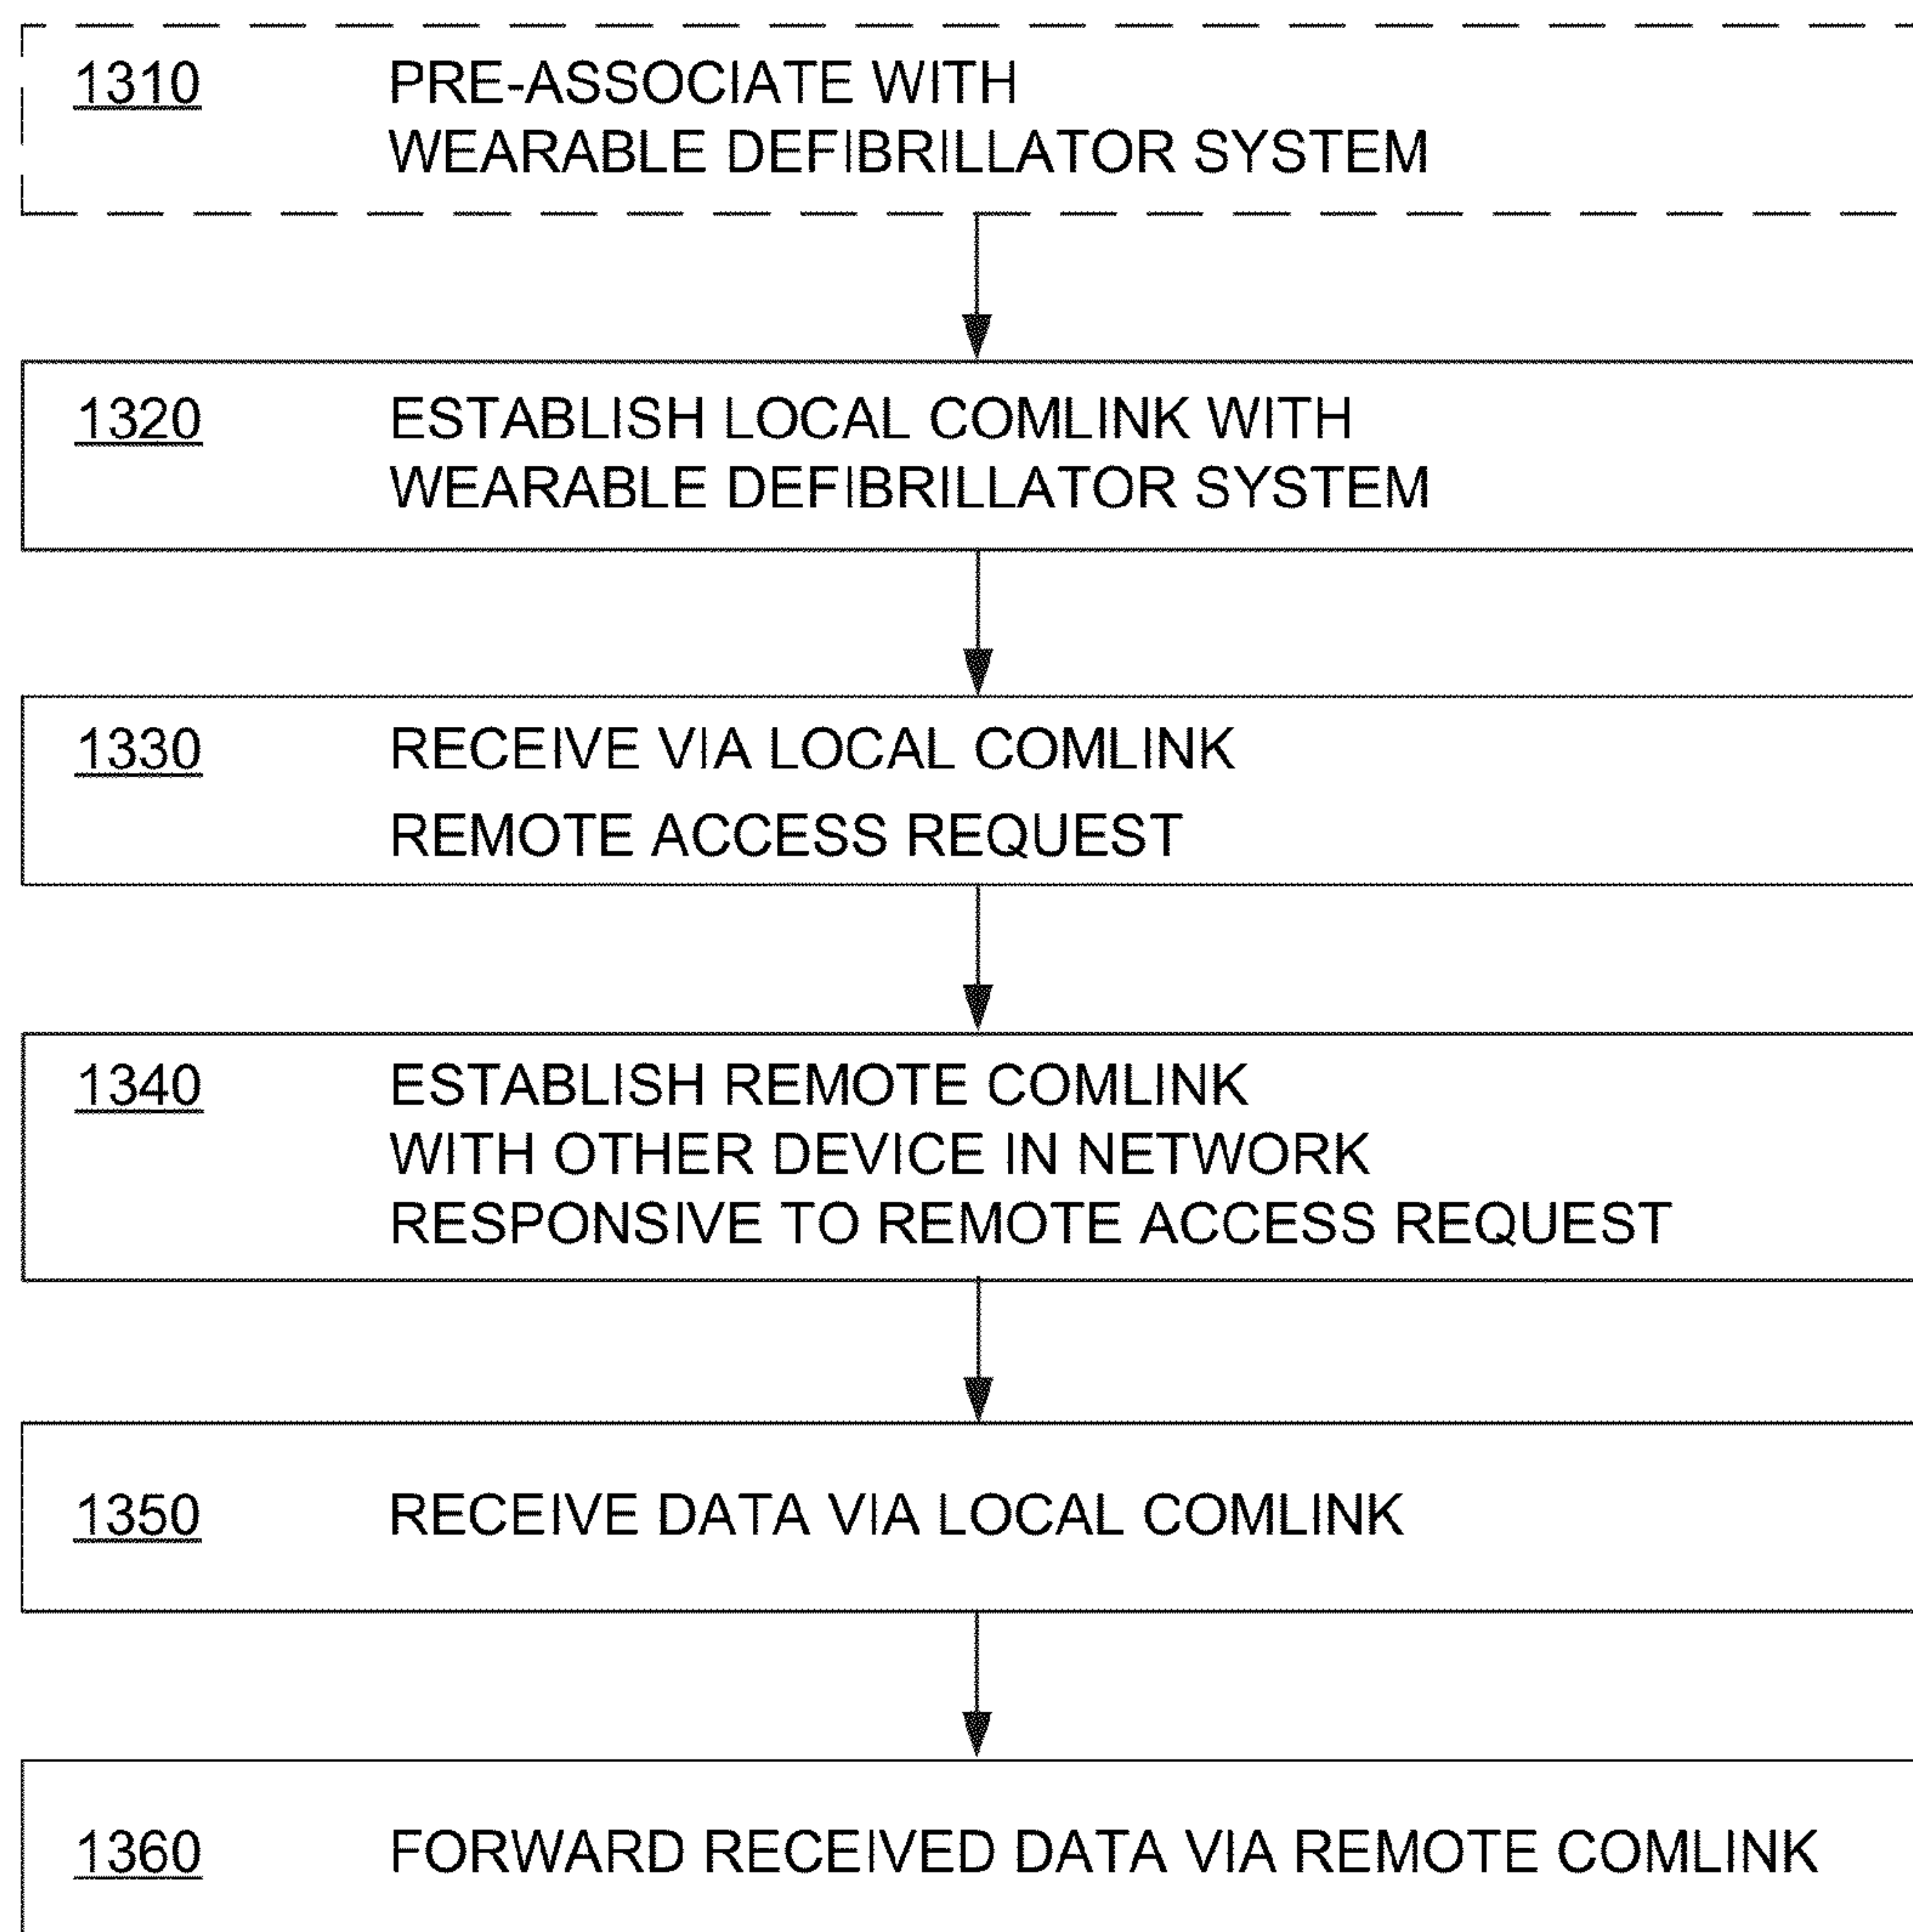 1310 PRE-ASSOCIATE WITH
WEARABLE DEFIBRILLATOR SYSTEM
1320 ESTABLISH LOCAL COMLINK WITH
WEARABLE DEFIBRILLATOR SYSTEM
1330 RECEIVE VIA LOCAL COMLINK
REMOTE ACCESS REQUEST
1340 ESTABLISH REMOTE COMLINK
WITH OTHER DEVICE IN NETWORK
RESPONSIVE TO REMOTE ACCESS REQUEST
1350 RECEIVE DATA VIA LOCAL COMLINK
1360 FORWARD RECEIVED DATA VIA REMOTE COMLINK